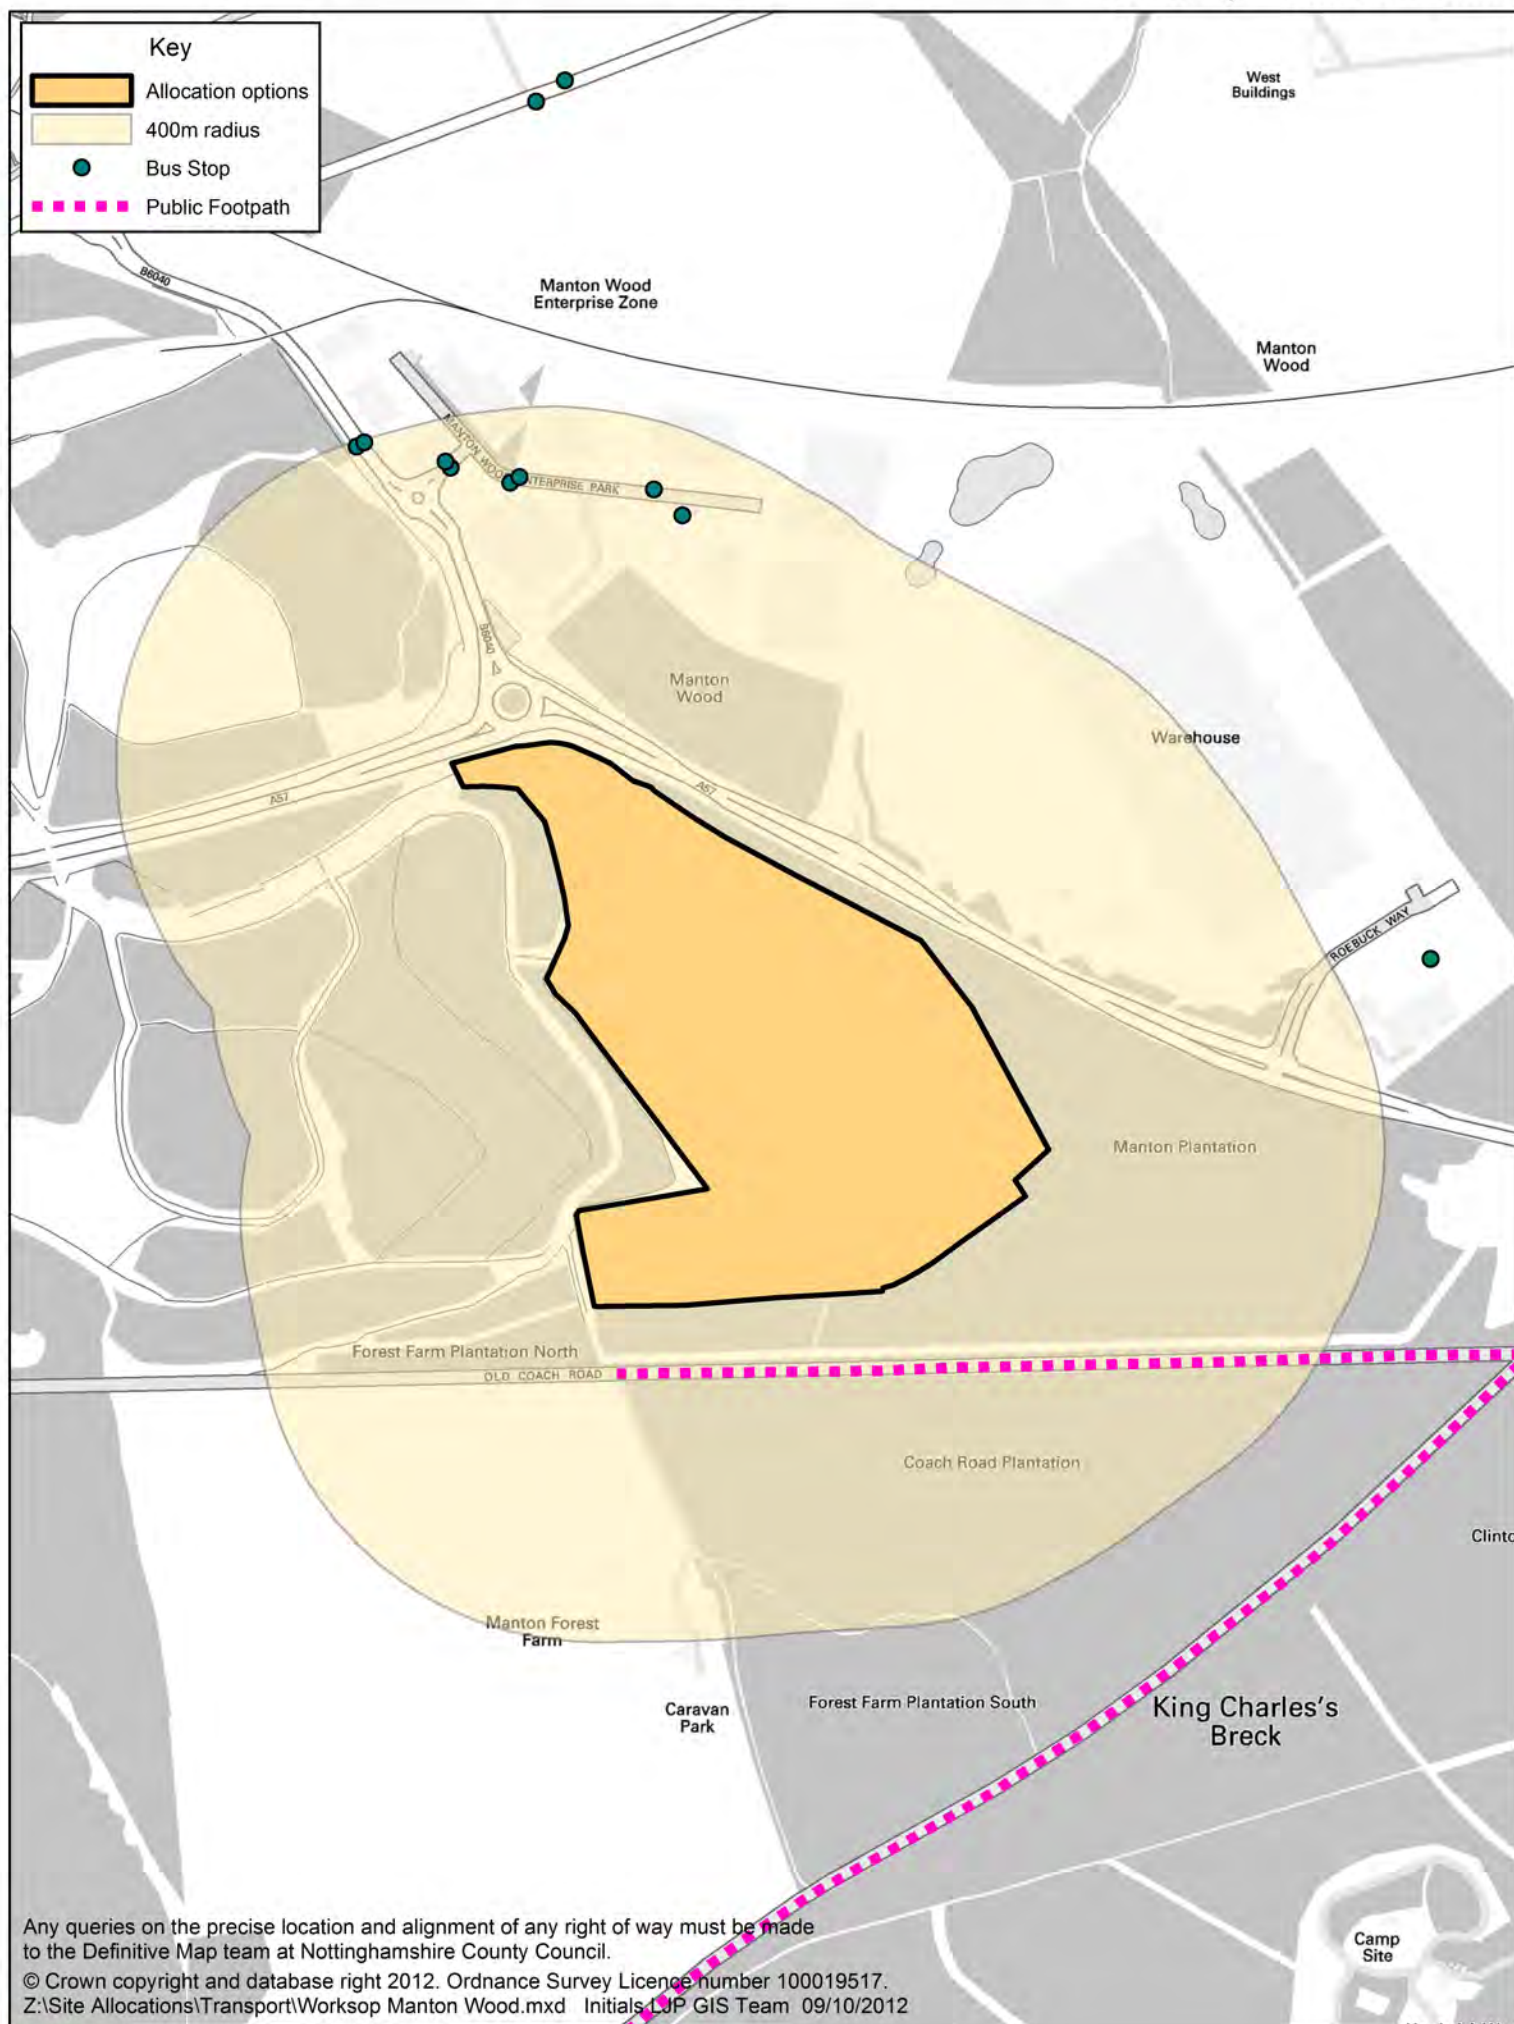 Key
Allocation options
400m radius
Bus Stop
Public Footpath
West
Buildings
B6040
Manton Wood
Enterprise Zone
Manton
Wood
MANTON WOOD ENTERPRISE PARK
B6040
Manton
Wood
Warehouse
A57
A57
ROEBUCK WAY
Manton Plantation
Forest Farm Plantation North
OLD COACH ROAD
Coach Road Plantation
Manton Forest
Farm
Caravan
Park
Forest Farm Plantation South
King Charles's
Breck
Camp
Site
Any queries on the precise location and alignment of any right of way must be made
to the Definitive Map team at Nottinghamshire County Council.
© Crown copyright and database right 2012. Ordnance Survey Licence number 100019517.
Z:\Site Allocations\Transport\Worksop Manton Wood.mxd Initials LJP GIS Team 09/10/2012